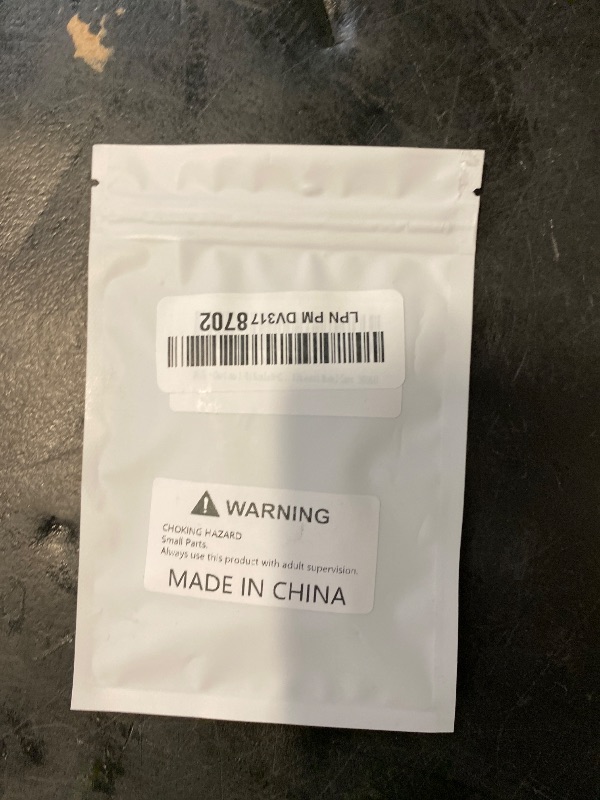 LPN PM DV3178702
WARNING
CHOKING HAZARD
Small Parts.
Always use this product with adult supervision.
MADE IN CHINA